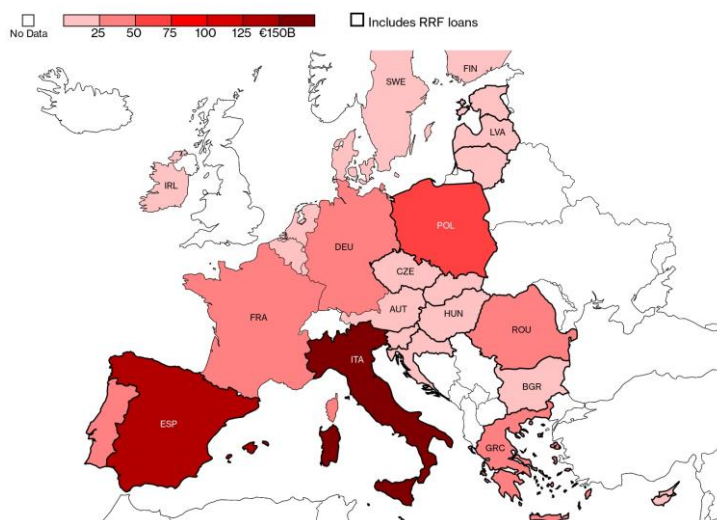 No Data
25 50 75 100 125 €150B
Includes RRF loans
FIN
SWE
LVA
IRL
POL
DEU
CZE
AUT
HUN
FRA
ROU
ITA
BGR
ESP
GRC